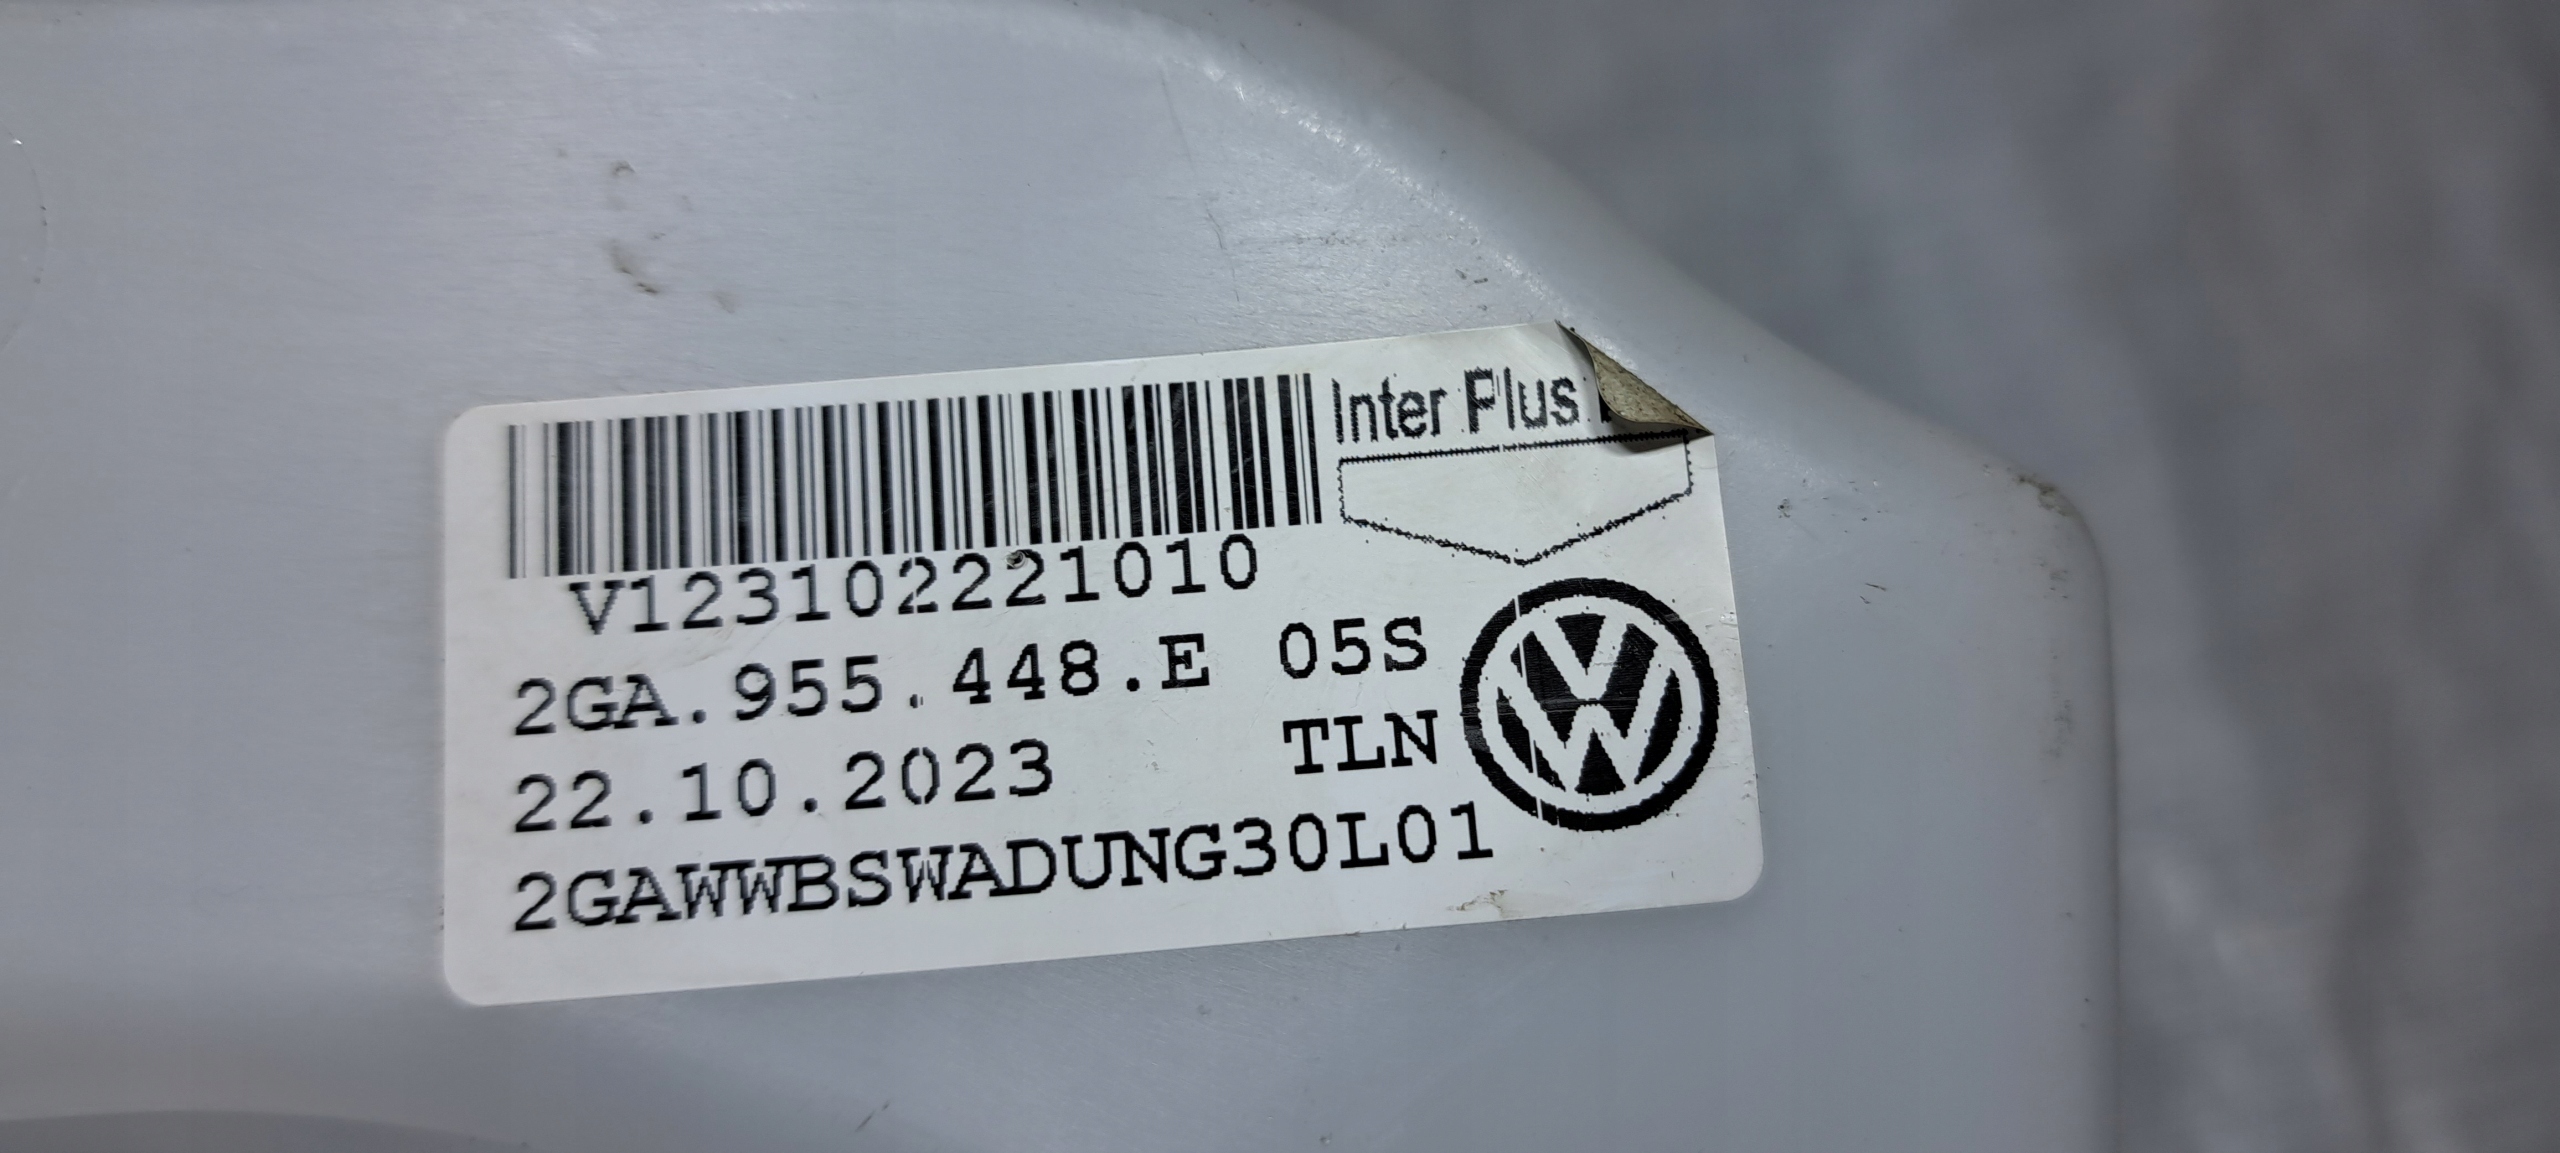 Inter Plus
V123102221010
2GA.955.448.E 05S
22.10.2023 TLN
2GAWWBSWADUNG30L01